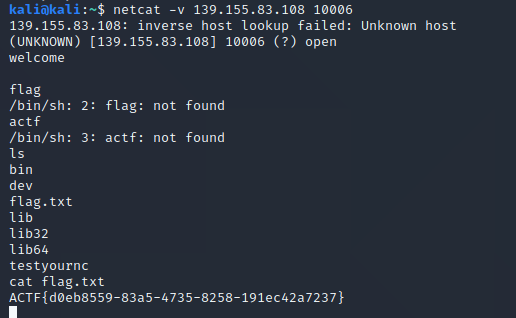 kali@kali:~$ netcat -v 139.155.83.108 10006
139.155.83.108: inverse host lookup failed: Unknown host
(UNKNOWN) [139.155.83.108] 10006 (?) open
welcome
flag
/bin/sh: 2: flag: not found
actf
/bin/sh: 3: actf: not found
ls
bin
dev
flag.txt
lib
lib32
lib64
testyournc
cat flag.txt
ACTF{d0eb8559-83a5-4735-8258-191ec42a7237}